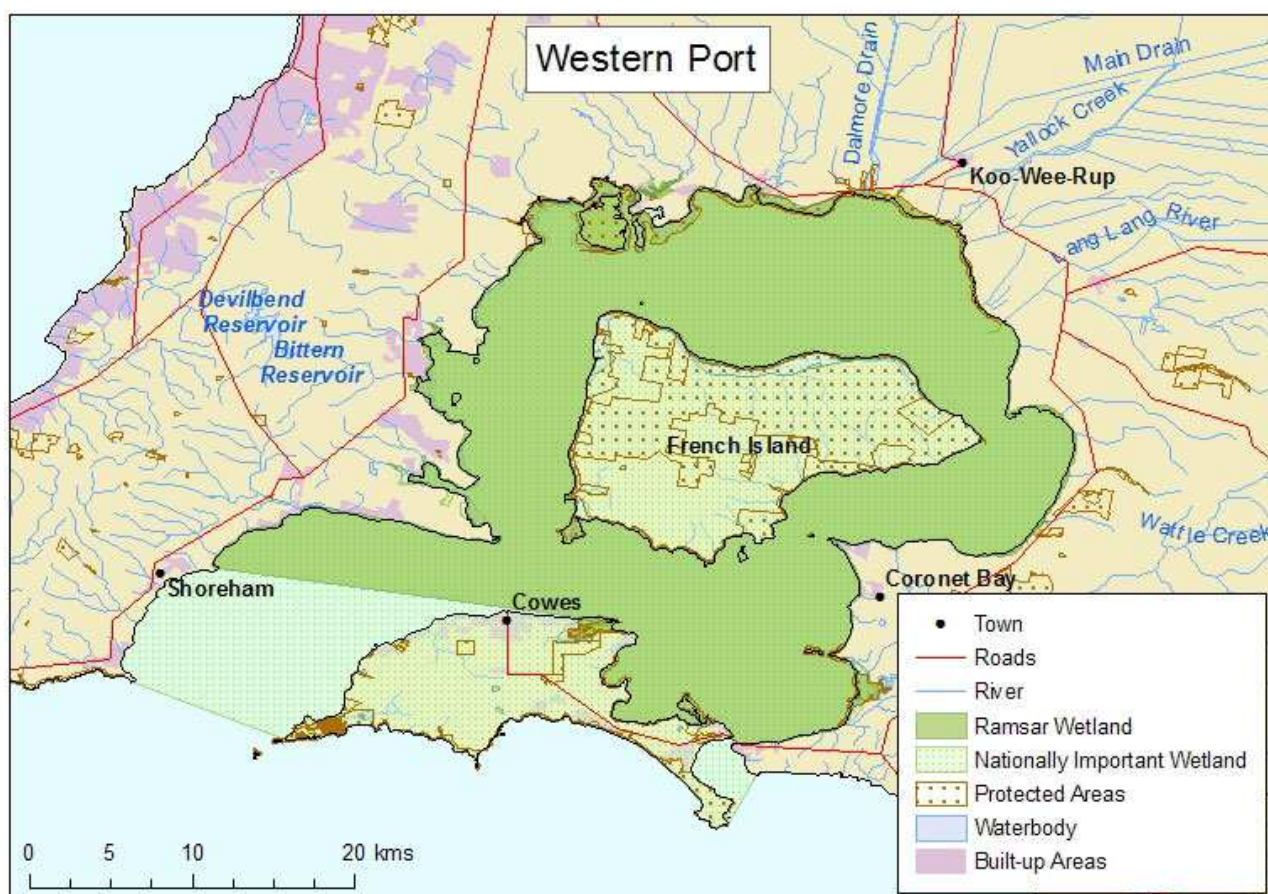 Western Port
Main Drain
Dalmore Drain
Yallock Creek
Koo-Wee-Rup
Lang Lang River
Devilbend
Reservoir
Bittern
Reservoir
French Island
Waffle Creek
Shoreham
Cowes
Coronet Bay
Town
Roads
River
Ramsar Wetland
Nationally Important Wetland
Protected Areas
Waterbody
Built-up Areas
0 5 10 20 kms